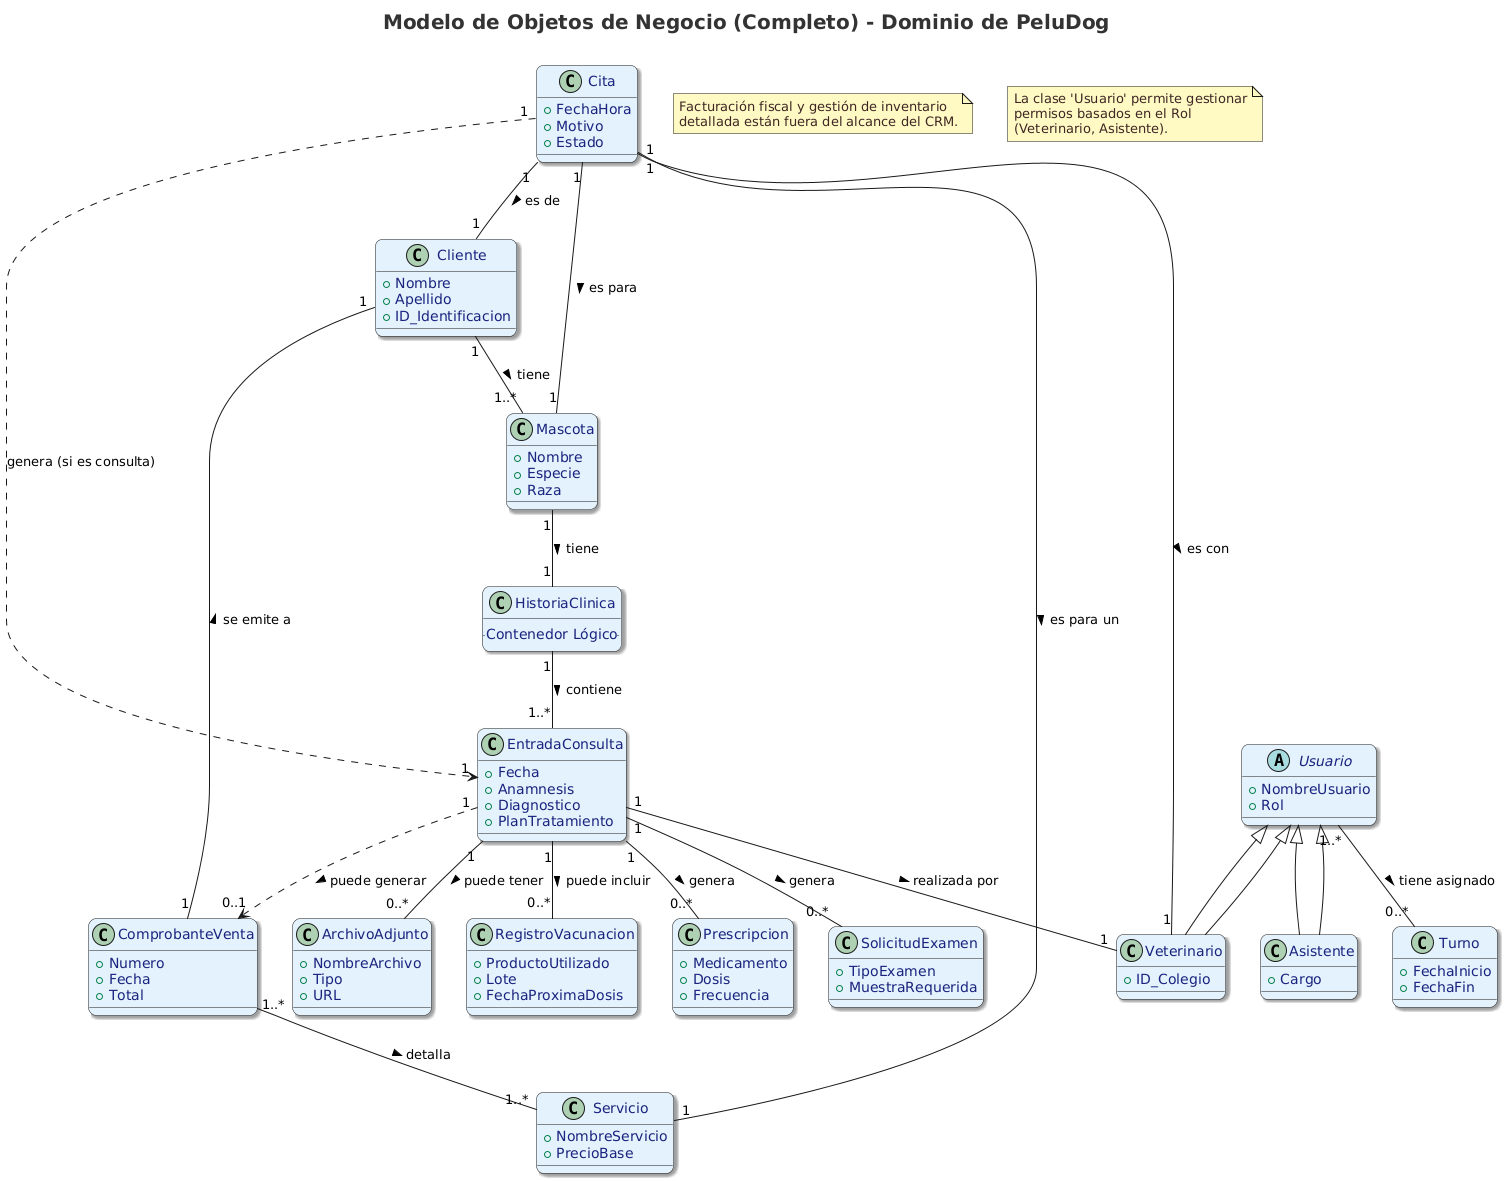 Modelo de Objetos de Negocio (Completo) - Dominio de PeluDog
C Cita
FechaHora
Motivo
Estado
Facturación fiscal y gestión de inventario
detallada están fuera del alcance del CRM.
La clase 'Usuario' permite gestionar
permisos basados en el Rol
(Veterinario, Asistente).
1
1
1
1
1
es de
1
C Cliente
Nombre
Apellido
ID_Identificacion
es para
1
1
tiene
1..*
1
C Mascota
Nombre
Especie
Raza
genera (si es consulta)
1
tiene
es con
1
C HistoriaClinica
Contenedor Lógico
se emite a
es para un
1
contiene
1..*
C EntradaConsulta
Fecha
Anamnesis
Diagnostico
PlanTratamiento
1
1
1
1
1
1
1
A Usuario
NombreUsuario
Rol
1..*
puede generar
puede tener
puede incluir
genera
genera
realizada por
tiene asignado
1
0..1
0..*
0..*
0..*
0..*
1
1
0..*
C ComprobanteVenta
Numero
Fecha
Total
C ArchivoAdjunto
NombreArchivo
Tipo
URL
C RegistroVacunacion
ProductoUtilizado
Lote
FechaProximaDosis
C Prescripcion
Medicamento
Dosis
Frecuencia
C SolicitudExamen
TipoExamen
MuestraRequerida
C Veterinario
ID_Colegio
C Asistente
Cargo
C Turno
FechaInicio
FechaFin
1..*
detalla
1..*
1
C Servicio
NombreServicio
PrecioBase